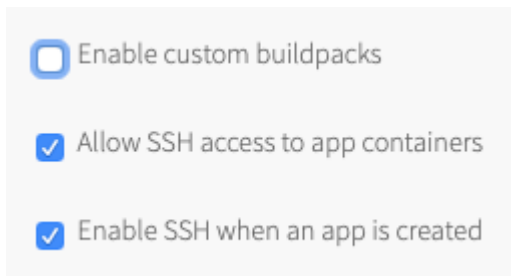 Enable custom buildpacks
Allow SSH access to app containers
Enable SSH when an app is created